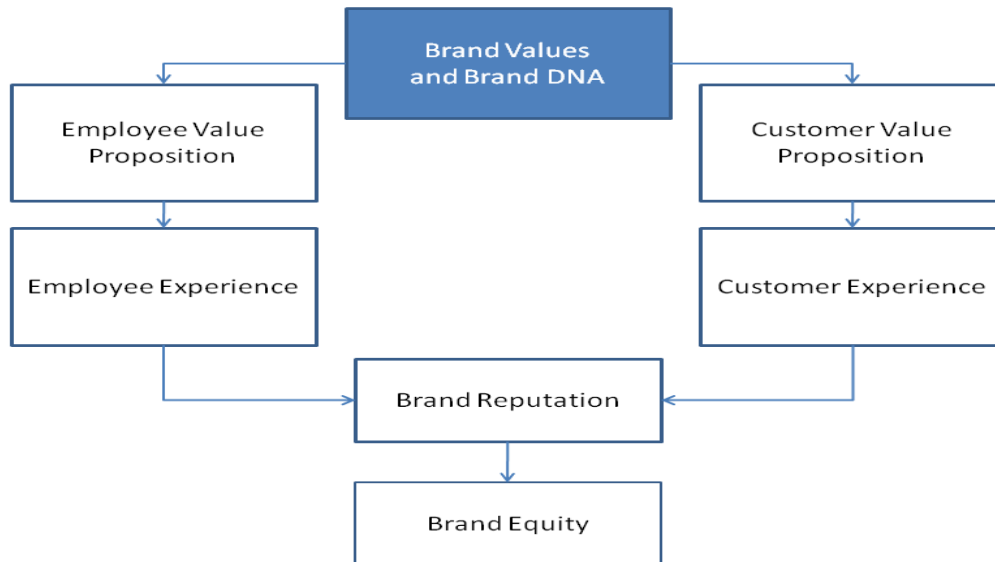 Brand Values
and Brand DNA
Employee Value
Proposition
Customer Value
Proposition
Employee Experience
Customer Experience
Brand Reputation
Brand Equity